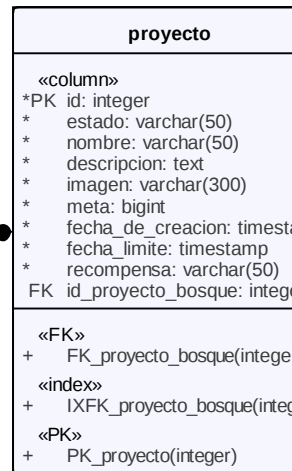 proyecto
«column»
*PK id: integer
* estado: varchar(50)
* nombre: varchar(50)
* descripcion: text
* imagen: varchar(300)
* meta: bigint
* fecha_de_creacion: timesta
* fecha_limite: timestamp
* recompensa: varchar(50)
FK id_proyecto_bosque: intege
«FK»
+ FK_proyecto_bosque(intege
«index»
+ IXFK_proyecto_bosque(integ
«PK»
+ PK_proyecto(integer)